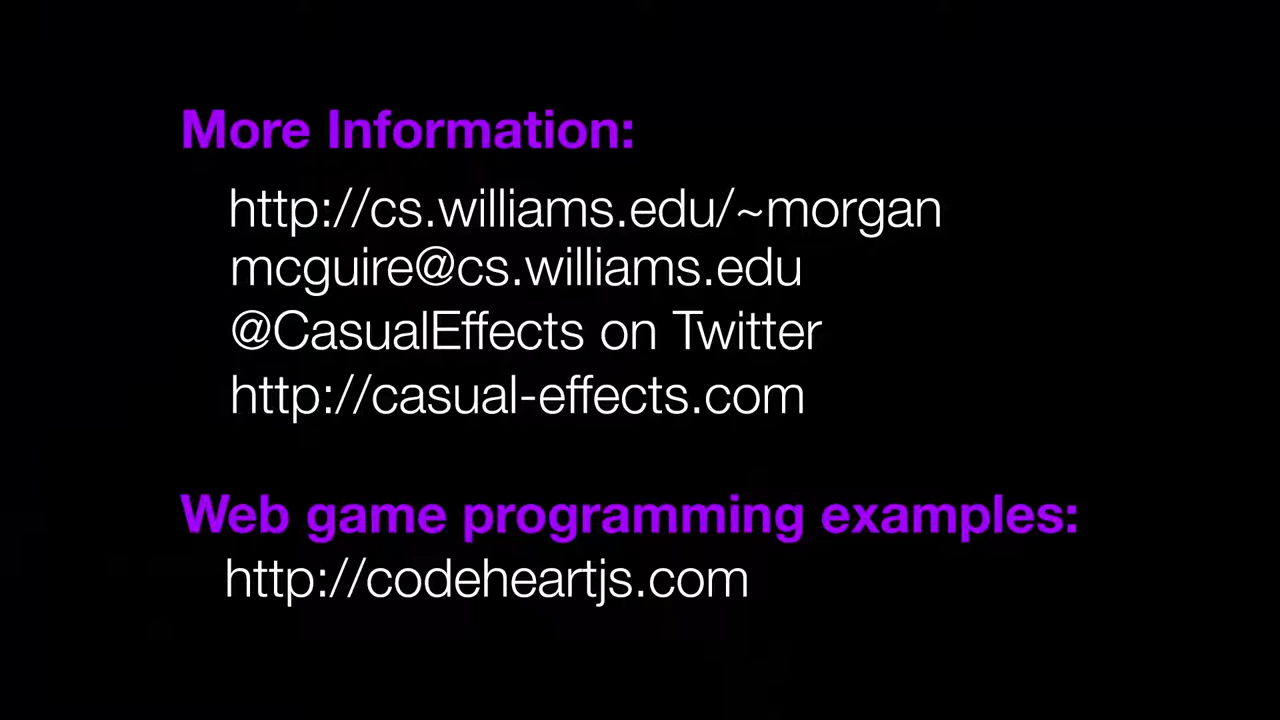 More Information:
http://cs.williams.edu/~morgan
mcguire@cs.williams.edu
@CasualEffects on Twitter
http://casual-effects.com
Web game programming examples:
http://codeheartjs.com